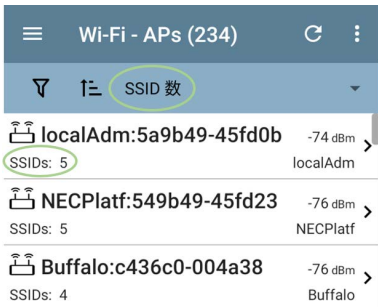 Wi-Fi - APs (234)
SSID 数
localAdm:5a9b49-45fd0b -74 dBm
SSIDs: 5 localAdm
NECPlatf:549b49-45fd23 -76 dBm
SSIDs: 5 NECPlatf
Buffalo:c436c0-004a38 -76 dBm
SSIDs: 4 Buffalo